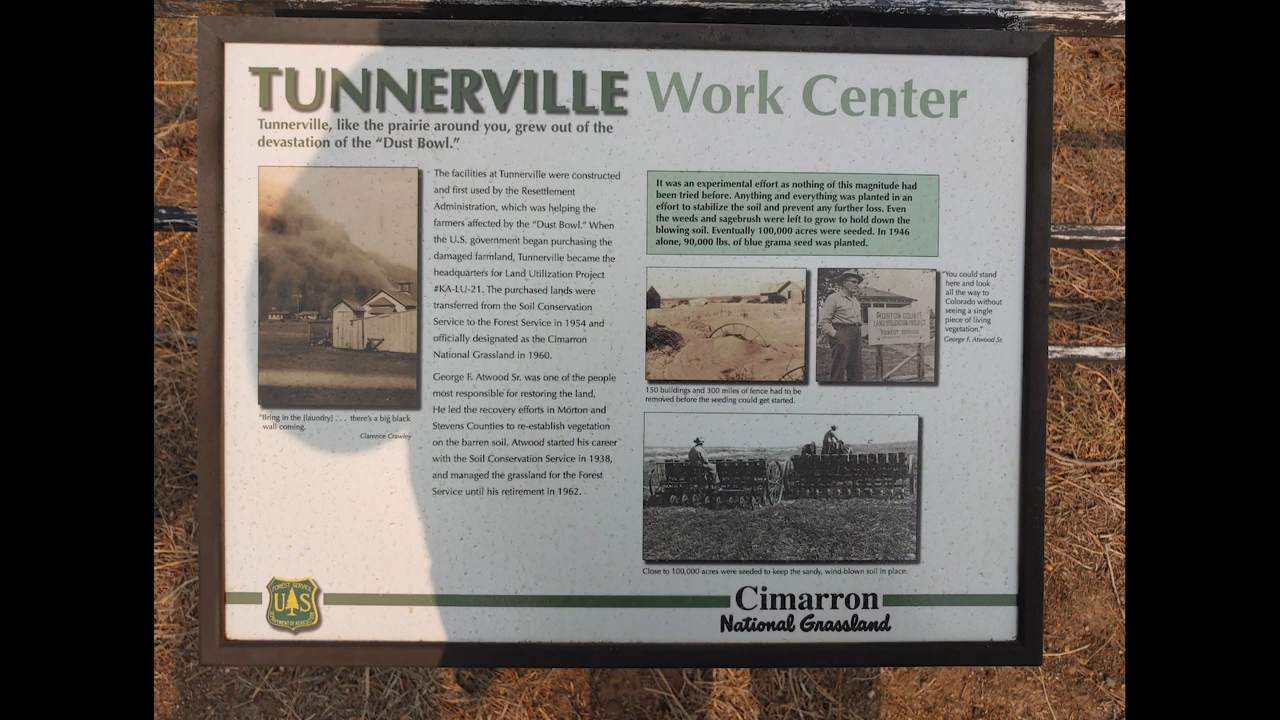 TUNNERVILLE Work Center
Tunnerville, like the prairie around you, grew out of the
devastation of the “Dust Bowl.”
“Bring in the [laundry] . . . there’s a big black
wall coming.
Clarence Crawley
The facilities at Tunnerville were constructed
and first used by the Resettlement
Administration, which was helping the
farmers affected by the “Dust Bowl.” When
the U.S. government began purchasing the
damaged farmland, Tunnerville became the
headquarters for Land Utilization Project
#KA-LU-21. The purchased lands were
transferred from the Soil Conservation
Service to the Forest Service in 1954 and
officially designated as the Cimarron
National Grassland in 1960.
George F. Atwood Sr. was one of the people
most responsible for restoring the land.
He led the recovery efforts in Morton and
Stevens Counties to re-establish vegetation
on the barren soil. Atwood started his career
with the Soil Conservation Service in 1938,
and managed the grassland for the Forest
Service until his retirement in 1962.
It was an experimental effort as nothing of this magnitude had
been tried before. Anything and everything was planted in an
effort to stabilize the soil and prevent any further loss. Even
the weeds and sagebrush were left to grow to hold down the
blowing soil. Eventually 100,000 acres were seeded. In 1946
alone, 90,000 lbs. of blue grama seed was planted.
150 buildings and 300 miles of fence had to be
removed before the seeding could get started.
MORTON COUNTY
LAND UTILIZATION PROJECT
FOREST SERVICE
“You could stand
here and look
all the way to
Colorado without
seeing a single
piece of living
vegetation.”
George F. Atwood Sr.
Close to 100,000 acres were seeded to keep the sandy, wind-blown soil in place.
FOREST SERVICE
U S
DEPARTMENT OF AGRICULTURE
Cimarron
National Grassland